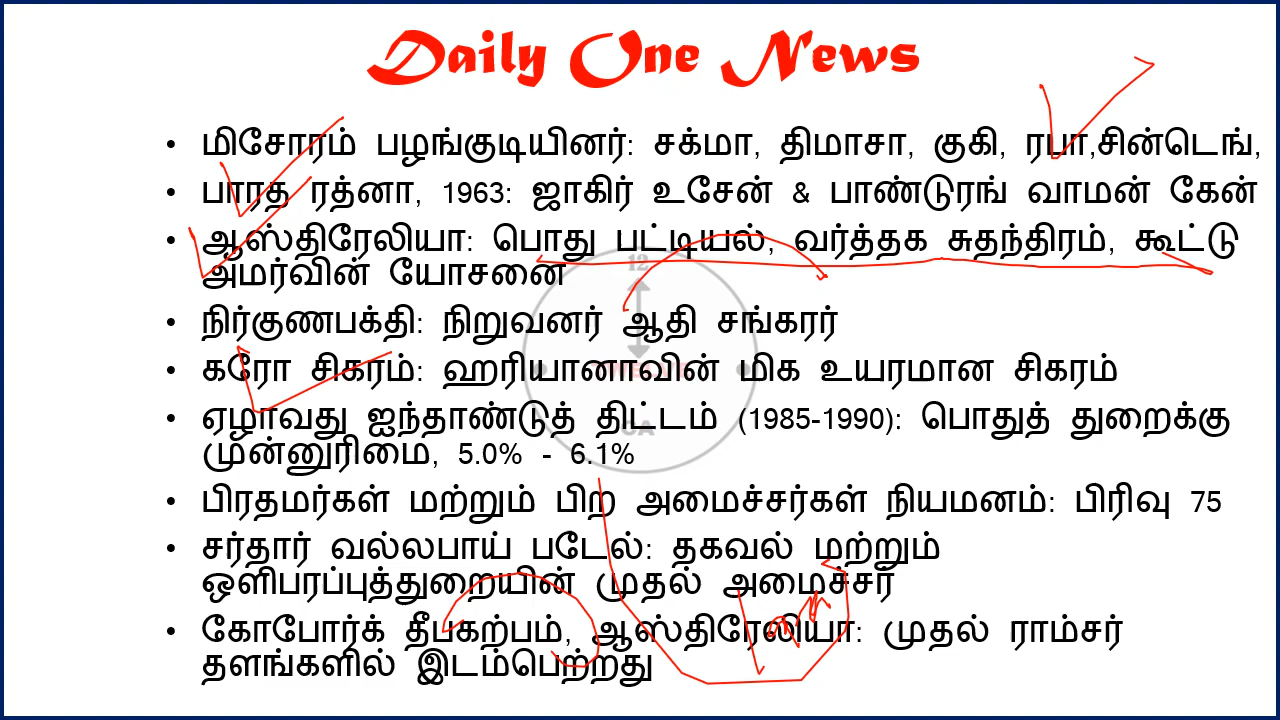 Daily One News
• மிசோரம் பழங்குடியினர்: சக்மா, திமாசா, குகி, ரபா,சின்டெங்,
• பாரத ரத்னா, 1963: ஜாகிர் உசேன் & பாண்டுரங் வாமன் கேன்
• ஆஸ்திரேலியா: பொது பட்டியல், வர்த்தக சுதந்திரம், கூட்டு
அமர்வின் யோசனை
• நிர்குணபக்தி: நிறுவனர் ஆதி சங்கரர்
• கரோ சிகரம்: ஹரியானாவின் மிக உயரமான சிகரம்
• ஏழாவது ஐந்தாண்டுத் திட்டம் (1985-1990): பொதுத் துறைக்கு
முன்னுரிமை, 5.0% - 6.1%
• பிரதமர்கள் மற்றும் பிற அமைச்சர்கள் நியமனம்: பிரிவு 75
• சர்தார் வல்லபாய் படேல்: தகவல் மற்றும்
ஒளிபரப்புத்துறையின் முதல் அமைச்சர்
• கோபோர்க் தீபகற்பம், ஆஸ்திரேலியா: முதல் ராம்சர்
தளங்களில் இடம்பெற்றது
12
CA